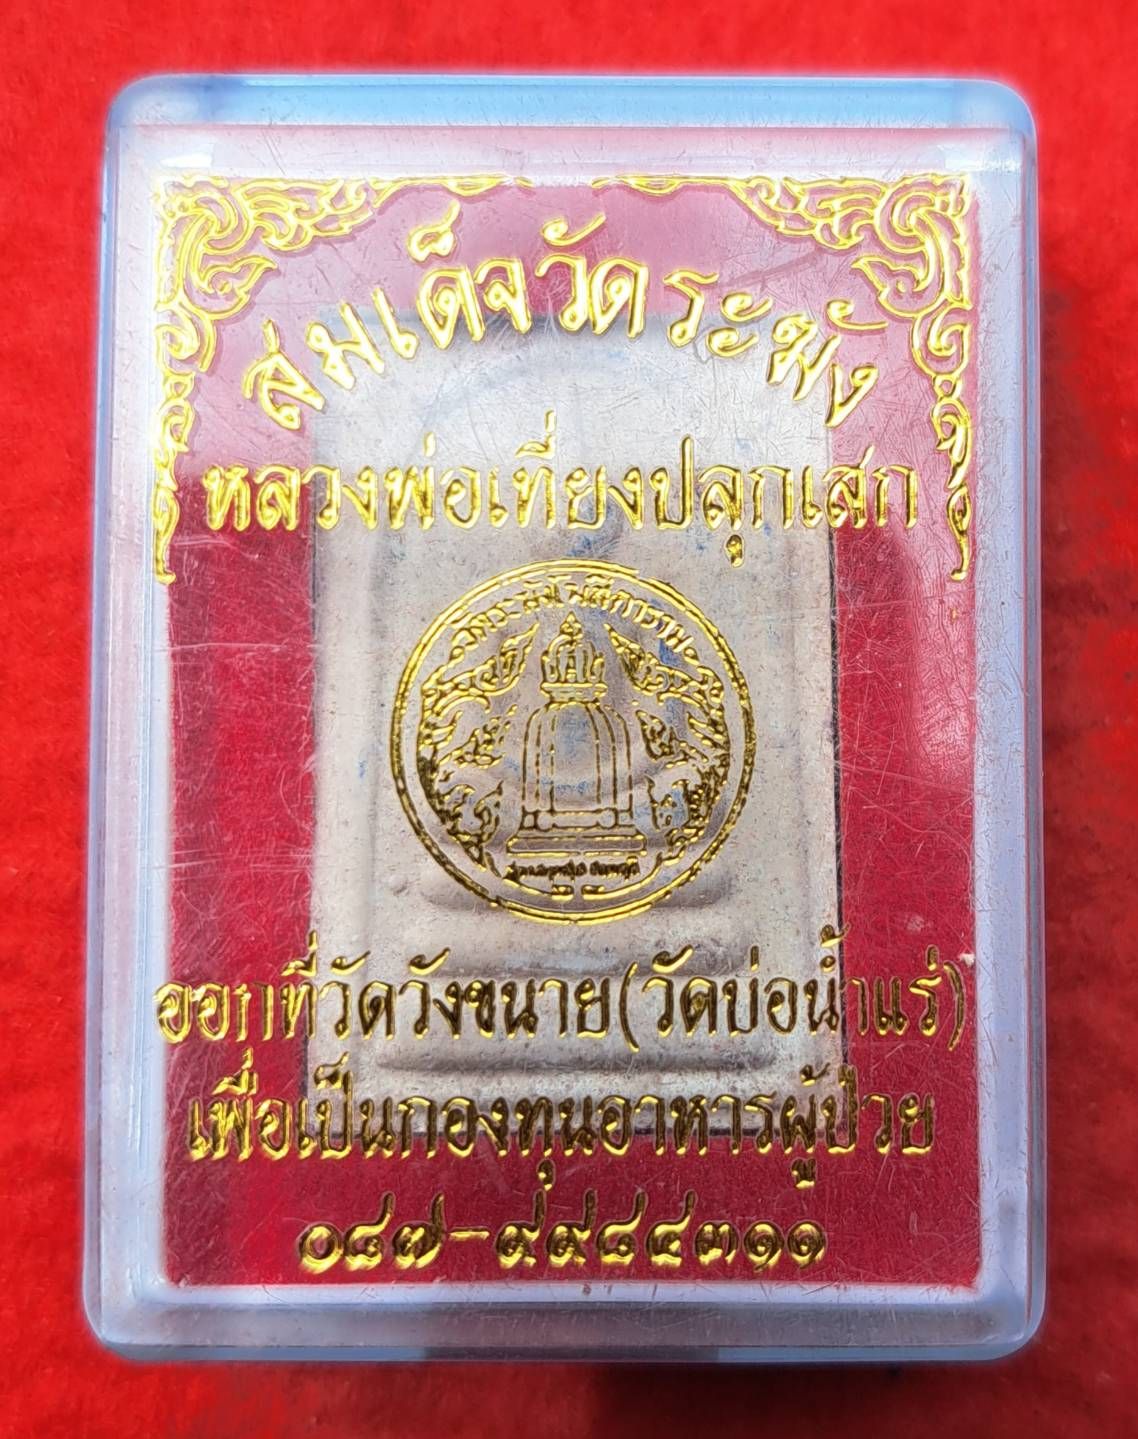 สมเด็จวัดระฆัง
หลวงพ่อเที่ยงปลุกเสก
วัดระฆังโฆสิตาราม
ออกที่วัดวังขนาย(วัดบ่อน้ำแร่)
เพื่อเป็นกองทุนอาหารผู้ป่วย
๐๘๗-๙๙๘๔๓๑๑